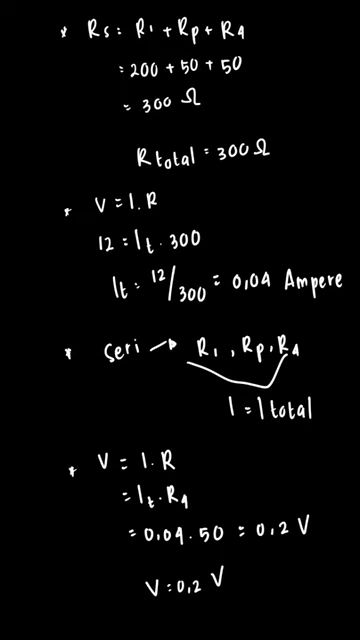 * Rs = R1 + Rp + R4
= 200 + 50 + 50
= 300 Ω
R total = 300 Ω
* V = I.R
12 = It . 300
It = 12/300 = 0,04 Ampere
* Seri → R1, Rp, R4
I = I total
* V = I.R
= It.R4
= 0,04.50 = 0,2 V
V = 0,2 V